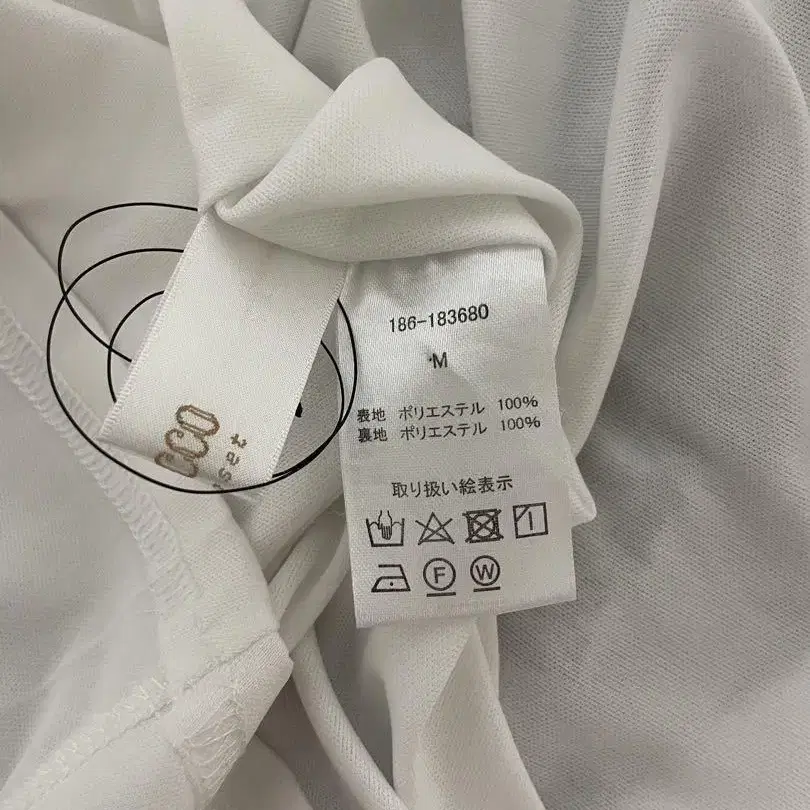 186-183680
M
表地 ポリエステル 100%
裏地 ポリエステル 100%
取り扱い絵表示
F W